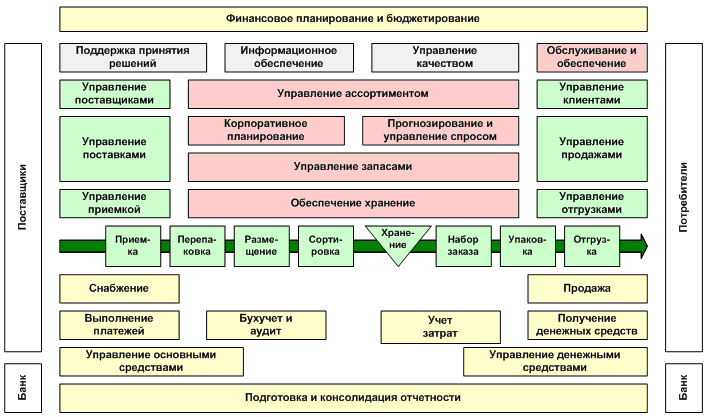 Финансовое планирование и бюджетирование
Поддержка принятия
решений
Информационное
обеспечение
Управление
качеством
Обслуживание и
обеспечение
Управление
поставщиками
Управление ассортиментом
Управление
клиентами
Управление
поставками
Корпоративное
планирование
Прогнозирование и
управление спросом
Управление
продажами
Управление запасами
Управление
приемкой
Обеспечение хранение
Управление
отгрузками
Поставщики
Потребители
Прием-
ка
Перепа-
ковка
Разме-
щение
Сорти-
ровка
Хране-
ние
Набор
заказа
Упаков-
ка
Отгруз-
ка
Снабжение
Продажа
Выполнение
платежей
Бухучет и
аудит
Учет
затрат
Получение
денежных средств
Управление основными
средствами
Управление денежными
средствами
Банк
Банк
Подготовка и консолидация отчетности